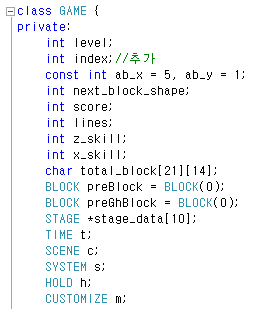 class GAME {
private:
int level;
int index;//추가
const int ab_x = 5, ab_y = 1;
int next_block_shape;
int score;
int lines;
int z_skill;
int x_skill;
char total_block[21][14];
BLOCK preBlock = BLOCK(0);
BLOCK preGhBlock = BLOCK(0);
STAGE *stage_data[10];
TIME t;
SCENE c;
SYSTEM s;
HOLD h;
CUSTOMIZE m;